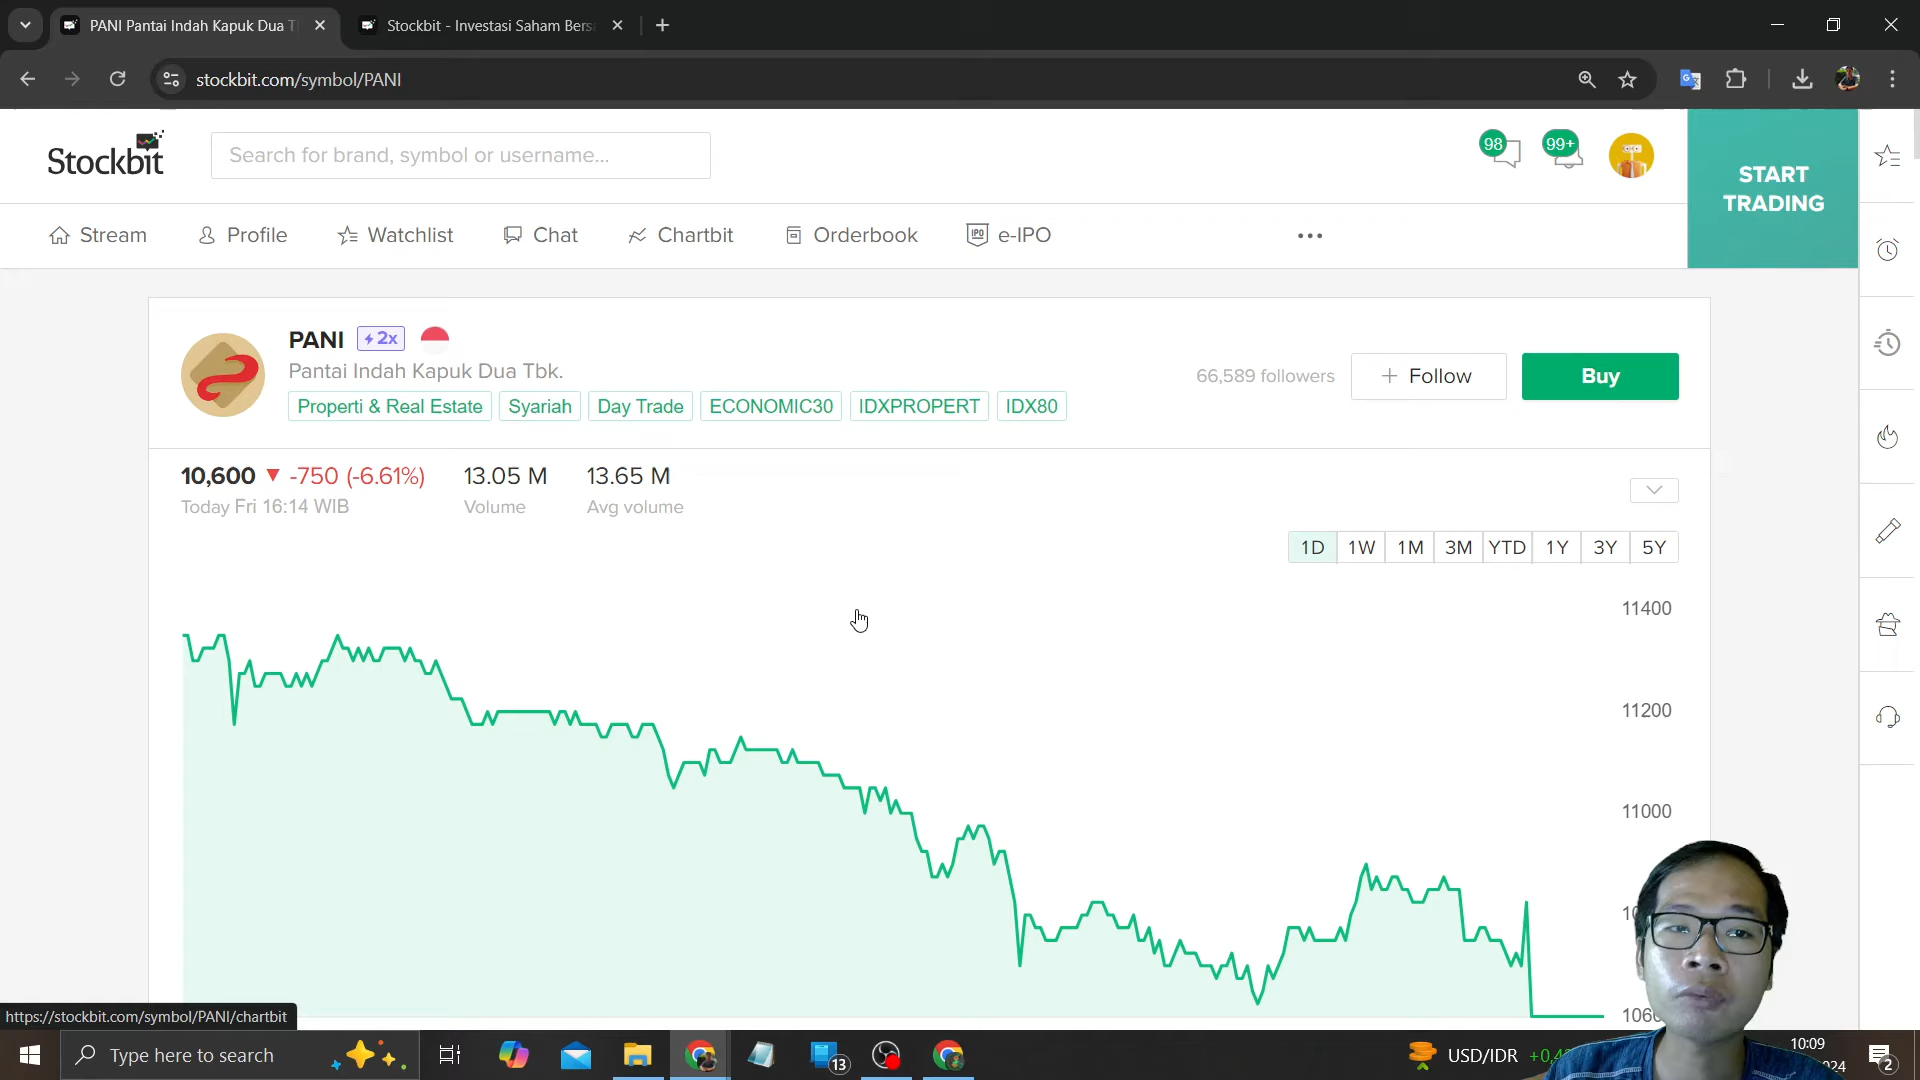 PANI Pantai Indah Kapuk Dua T
Stockbit - Investasi Saham Bers
stockbit.com/symbol/PANI
Stockbit
Search for brand, symbol or username...
98
99+
START
TRADING
Stream
Profile
Watchlist
Chat
Chartbit
Orderbook
IPO
e-IPO
PANI
2x
Pantai Indah Kapuk Dua Tbk.
66,589 followers
+ Follow
Buy
Properti & Real Estate
Syariah
Day Trade
ECONOMIC30
IDXPROPERT
IDX80
10,600 ▼ -750 (-6.61%)
13.05 M
13.65 M
Today Fri 16:14 WIB
Volume
Avg volume
1D
1W
1M
3M
YTD
1Y
3Y
5Y
11400
11200
11000
https://stockbit.com/symbol/PANI/chartbit
Type here to search
13
USD/IDR
10:09
2